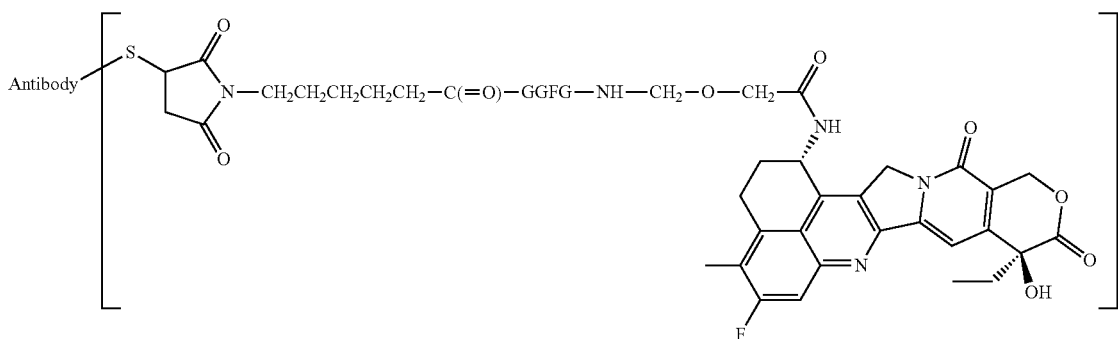 O
S
O
Antibody
N—CH₂CH₂CH₂CH₂CH₂—C(=O)—GGFG—NH—CH₂—O—CH₂
O
NH
O
N
O
N
O
OH
F